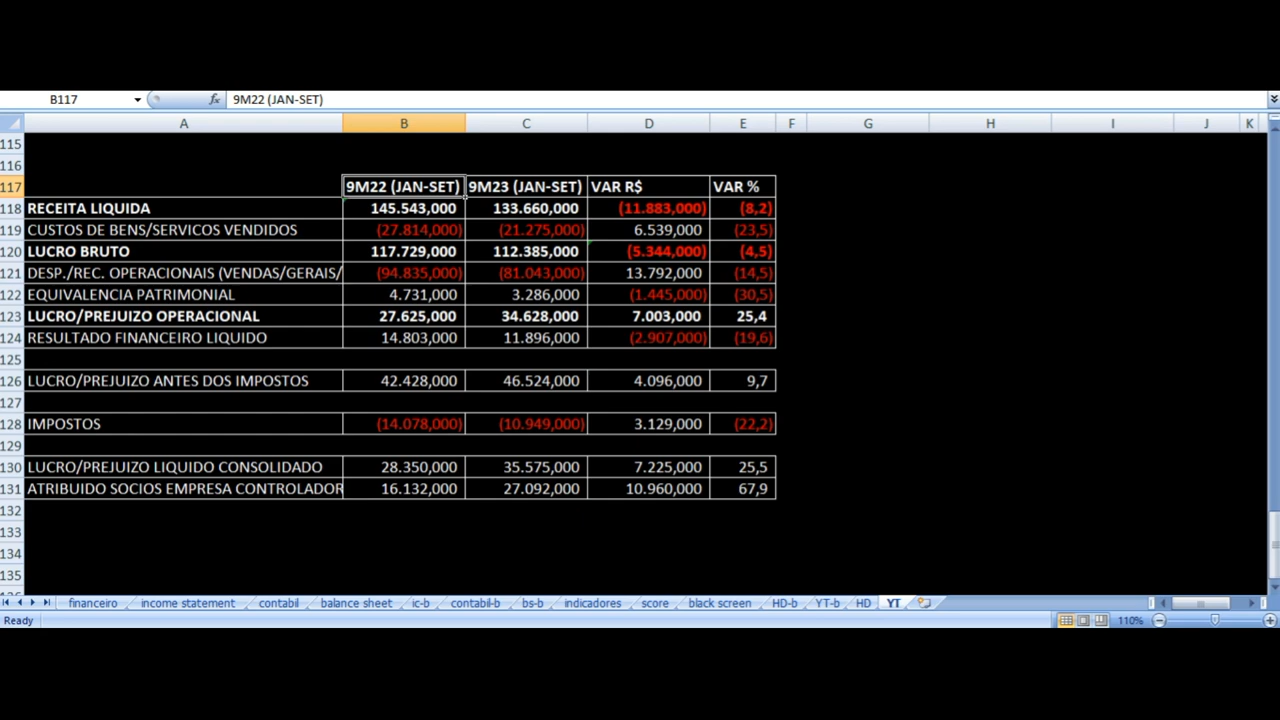 B117 fx 9M22 (JAN-SET)
A B C D E F G H I J K
115
116
117 9M22 (JAN-SET) 9M23 (JAN-SET) VAR R$ VAR %
118 RECEITA LIQUIDA 145.543,000 133.660,000 (11.883,000) (8,2)
119 CUSTOS DE BENS/SERVICOS VENDIDOS (27.814,000) (21.275,000) 6.539,000 (23,5)
120 LUCRO BRUTO 117.729,000 112.385,000 (5.344,000) (4,5)
121 DESP./REC. OPERACIONAIS (VENDAS/GERAIS/ (94.835,000) (81.043,000) 13.792,000 (14,5)
122 EQUIVALENCIA PATRIMONIAL 4.731,000 3.286,000 (1.445,000) (30,5)
123 LUCRO/PREJUIZO OPERACIONAL 27.625,000 34.628,000 7.003,000 25,4
124 RESULTADO FINANCEIRO LIQUIDO 14.803,000 11.896,000 (2.907,000) (19,6)
125
126 LUCRO/PREJUIZO ANTES DOS IMPOSTOS 42.428,000 46.524,000 4.096,000 9,7
127
128 IMPOSTOS (14.078,000) (10.949,000) 3.129,000 (22,2)
129
130 LUCRO/PREJUIZO LIQUIDO CONSOLIDADO 28.350,000 35.575,000 7.225,000 25,5
131 ATRIBUIDO SOCIOS EMPRESA CONTROLADOR 16.132,000 27.092,000 10.960,000 67,9
132
133
134
135
financeiro income statement contabil balance sheet ic-b contabil-b bs-b indicadores score black screen HD-b YT-b HD YT
Ready 110%